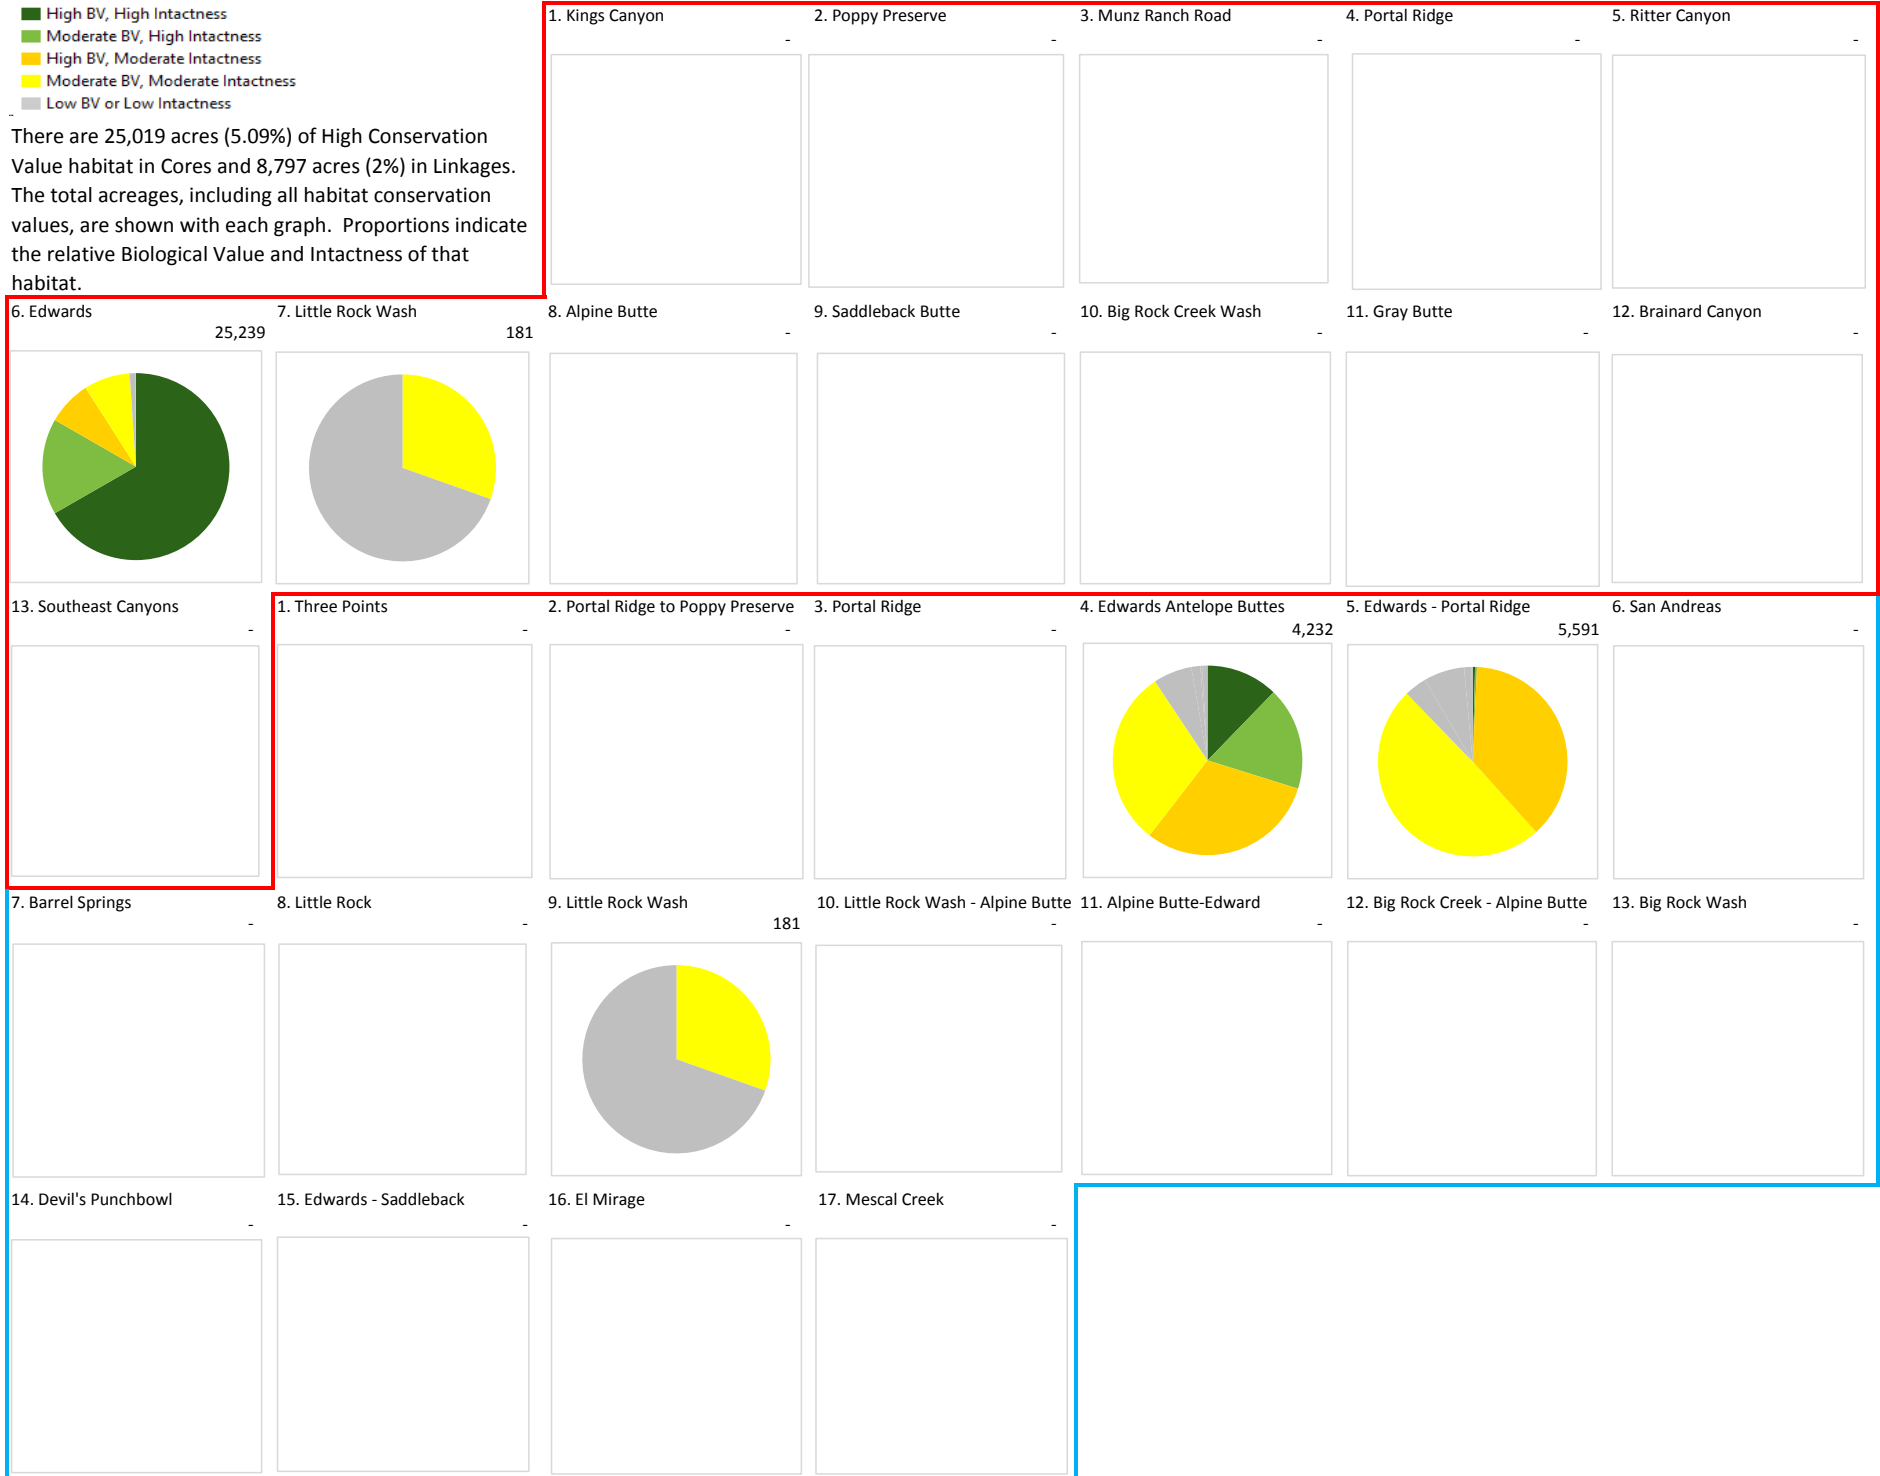 High BV, High Intactness
Moderate BV, High Intactness
High BV, Moderate Intactness
Moderate BV, Moderate Intactness
Low BV or Low Intactness
There are 25,019 acres (5.09%) of High Conservation
Value habitat in Cores and 8,797 acres (2%) in Linkages.
The total acreages, including all habitat conservation
values, are shown with each graph. Proportions indicate
the relative Biological Value and Intactness of that
habitat.
1. Kings Canyon
-
2. Poppy Preserve
-
3. Munz Ranch Road
-
4. Portal Ridge
-
5. Ritter Canyon
-
6. Edwards
25,239
7. Little Rock Wash
181
8. Alpine Butte
-
9. Saddleback Butte
-
10. Big Rock Creek Wash
-
11. Gray Butte
-
12. Brainard Canyon
-
13. Southeast Canyons
-
1. Three Points
-
2. Portal Ridge to Poppy Preserve
-
3. Portal Ridge
-
4. Edwards Antelope Buttes
4,232
5. Edwards - Portal Ridge
5,591
6. San Andreas
-
7. Barrel Springs
-
8. Little Rock
-
9. Little Rock Wash
181
10. Little Rock Wash - Alpine Butte
-
11. Alpine Butte-Edward
-
12. Big Rock Creek - Alpine Butte
-
13. Big Rock Wash
-
14. Devil's Punchbowl
-
15. Edwards - Saddleback
-
16. El Mirage
-
17. Mescal Creek
-